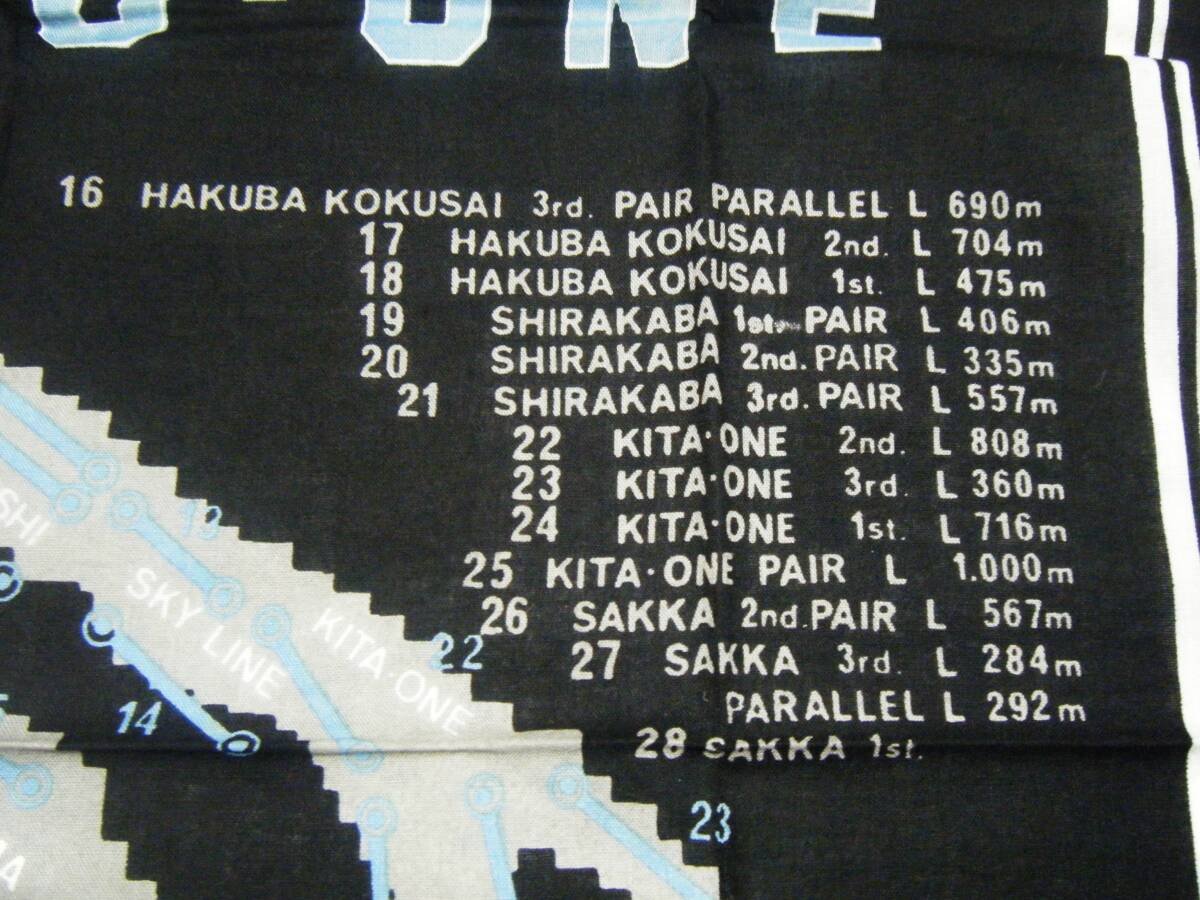 ONE
16 HAKUBA KOKUSAI 3rd. PAIR PARALLEL L 690m
17 HAKUBA KOKUSAI 2nd. L 704m
18 HAKUBA KOKUSAI 1st. L 475m
19 SHIRAKABA 1st. PAIR L 406m
20 SHIRAKABA 2nd. PAIR L 335m
21 SHIRAKABA 3rd. PAIR L 557m
22 KITA·ONE 2nd. L 808m
23 KITA·ONE 3rd. L 360m
24 KITA·ONE 1st. L 716m
25 KITA·ONE PAIR L 1.000m
26 SAKKA 2nd. PAIR L 567m
27 SAKKA 3rd. L 284m
PARALLEL L 292m
28 SAKKA 1st.
SHI
13
SKY LINE
KITA·ONE
22
14
23